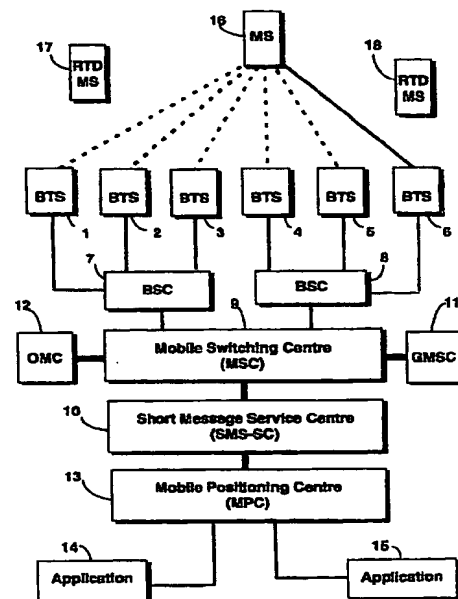 16
MS
17
RTD
MS
18
RTD
MS
BTS
BTS
BTS
BTS
BTS
BTS
1
2
3
4
5
6
7
BSC
8
BSC
12
OMC
9
Mobile Switching Centre
(MSC)
11
GMSC
10
Short Message Service Centre
(SMS-SC)
13
Mobile Positioning Centre
(MPC)
14
Application
15
Application